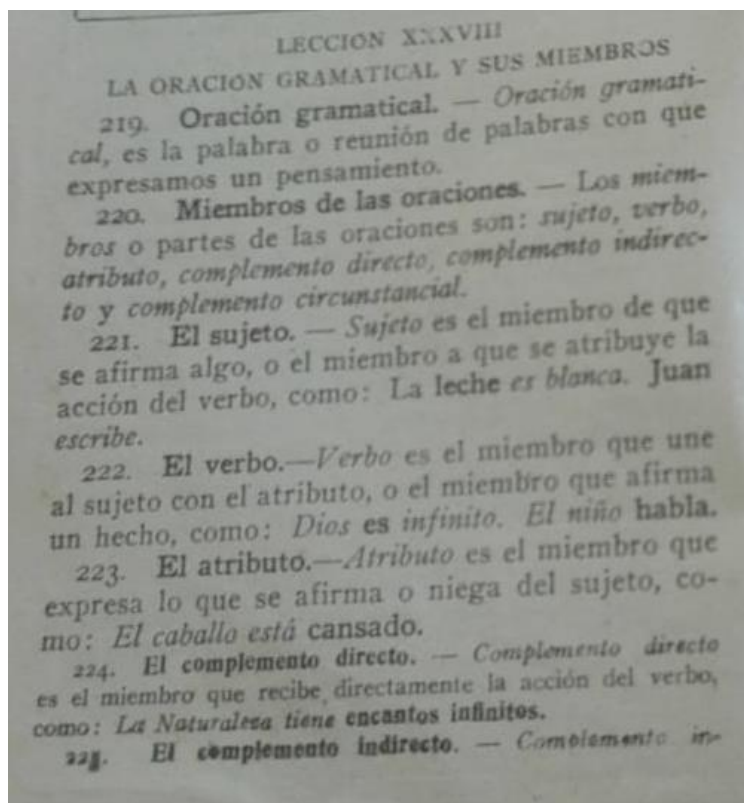 LECCION XXXVIII
LA ORACIÓN GRAMATICAL Y SUS MIEMBROS
219. Oración gramatical. — Oración gramati-
cal, es la palabra o reunión de palabras con que
expresamos un pensamiento.
220. Miembros de las oraciones. — Los miem-
bros o partes de las oraciones son: sujeto, verbo,
atributo, complemento directo, complemento indirec-
to y complemento circunstancial.
221. El sujeto. — Sujeto es el miembro de que
se afirma algo, o el miembro a que se atribuye la
acción del verbo, como: La leche es blanca. Juan
escribe.
222. El verbo.—Verbo es el miembro que une
al sujeto con el atributo, o el miembro que afirma
un hecho, como: Dios es infinito. El niño habla.
223. El atributo.—Atributo es el miembro que
expresa lo que se afirma o niega del sujeto, co-
mo: El caballo está cansado.
224. El complemento directo. — Complemento directo
es el miembro que recibe directamente la acción del verbo,
como: La Naturaleza tiene encantos infinitos.
225. El complemento indirecto. — Complemento in-